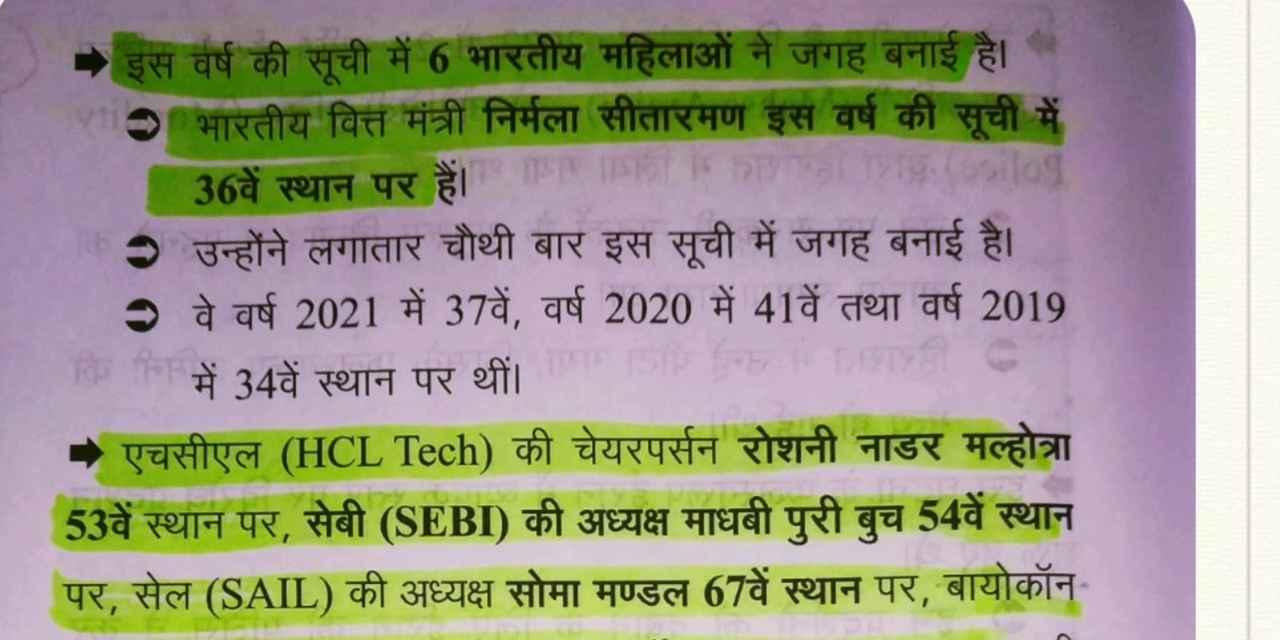 ➡ इस वर्ष की सूची में 6 भारतीय महिलाओं ने जगह बनाई है।
➲ भारतीय वित्त मंत्री निर्मला सीतारमण इस वर्ष की सूची में
36वें स्थान पर हैं।
➲ उन्होंने लगातार चौथी बार इस सूची में जगह बनाई है।
➲ वे वर्ष 2021 में 37वें, वर्ष 2020 में 41वें तथा वर्ष 2019
में 34वें स्थान पर थीं।
➡ एचसीएल (HCL Tech) की चेयरपर्सन रोशनी नाडर मल्होत्रा
53वें स्थान पर, सेबी (SEBI) की अध्यक्ष माधबी पुरी बुच 54वें स्थान
पर, सेल (SAIL) की अध्यक्ष सोमा मण्डल 67वें स्थान पर, बायोकॉन